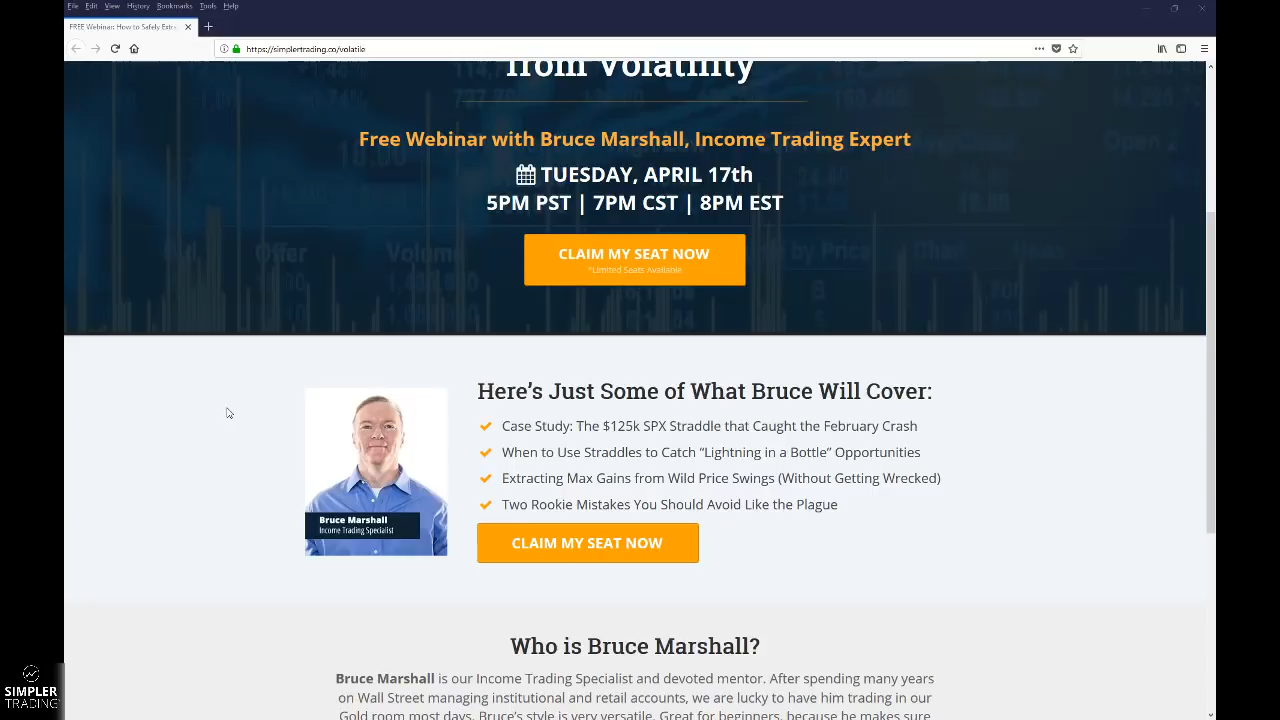 File Edit View History Bookmarks Tools Help
FREE Webinar: How to Safely Extra
https://simplertrading.co/volatile
from Volatility
Free Webinar with Bruce Marshall, Income Trading Expert
TUESDAY, APRIL 17th
5PM PST | 7PM CST | 8PM EST
Offer Volume
CLAIM MY SEAT NOW
*Limited Seats Available
Here's Just Some of What Bruce Will Cover:
Case Study: The $125k SPX Straddle that Caught the February Crash
When to Use Straddles to Catch “Lightning in a Bottle” Opportunities
Extracting Max Gains from Wild Price Swings (Without Getting Wrecked)
Two Rookie Mistakes You Should Avoid Like the Plague
CLAIM MY SEAT NOW
Bruce Marshall
Income Trading Specialist
Who is Bruce Marshall?
Bruce Marshall is our Income Trading Specialist and devoted mentor. After spending many years
on Wall Street managing institutional and retail accounts, we are lucky to have him trading in our
Gold room most days. Bruce's style is very versatile. Great for beginners, because he makes sure
SIMPLER
TRADING